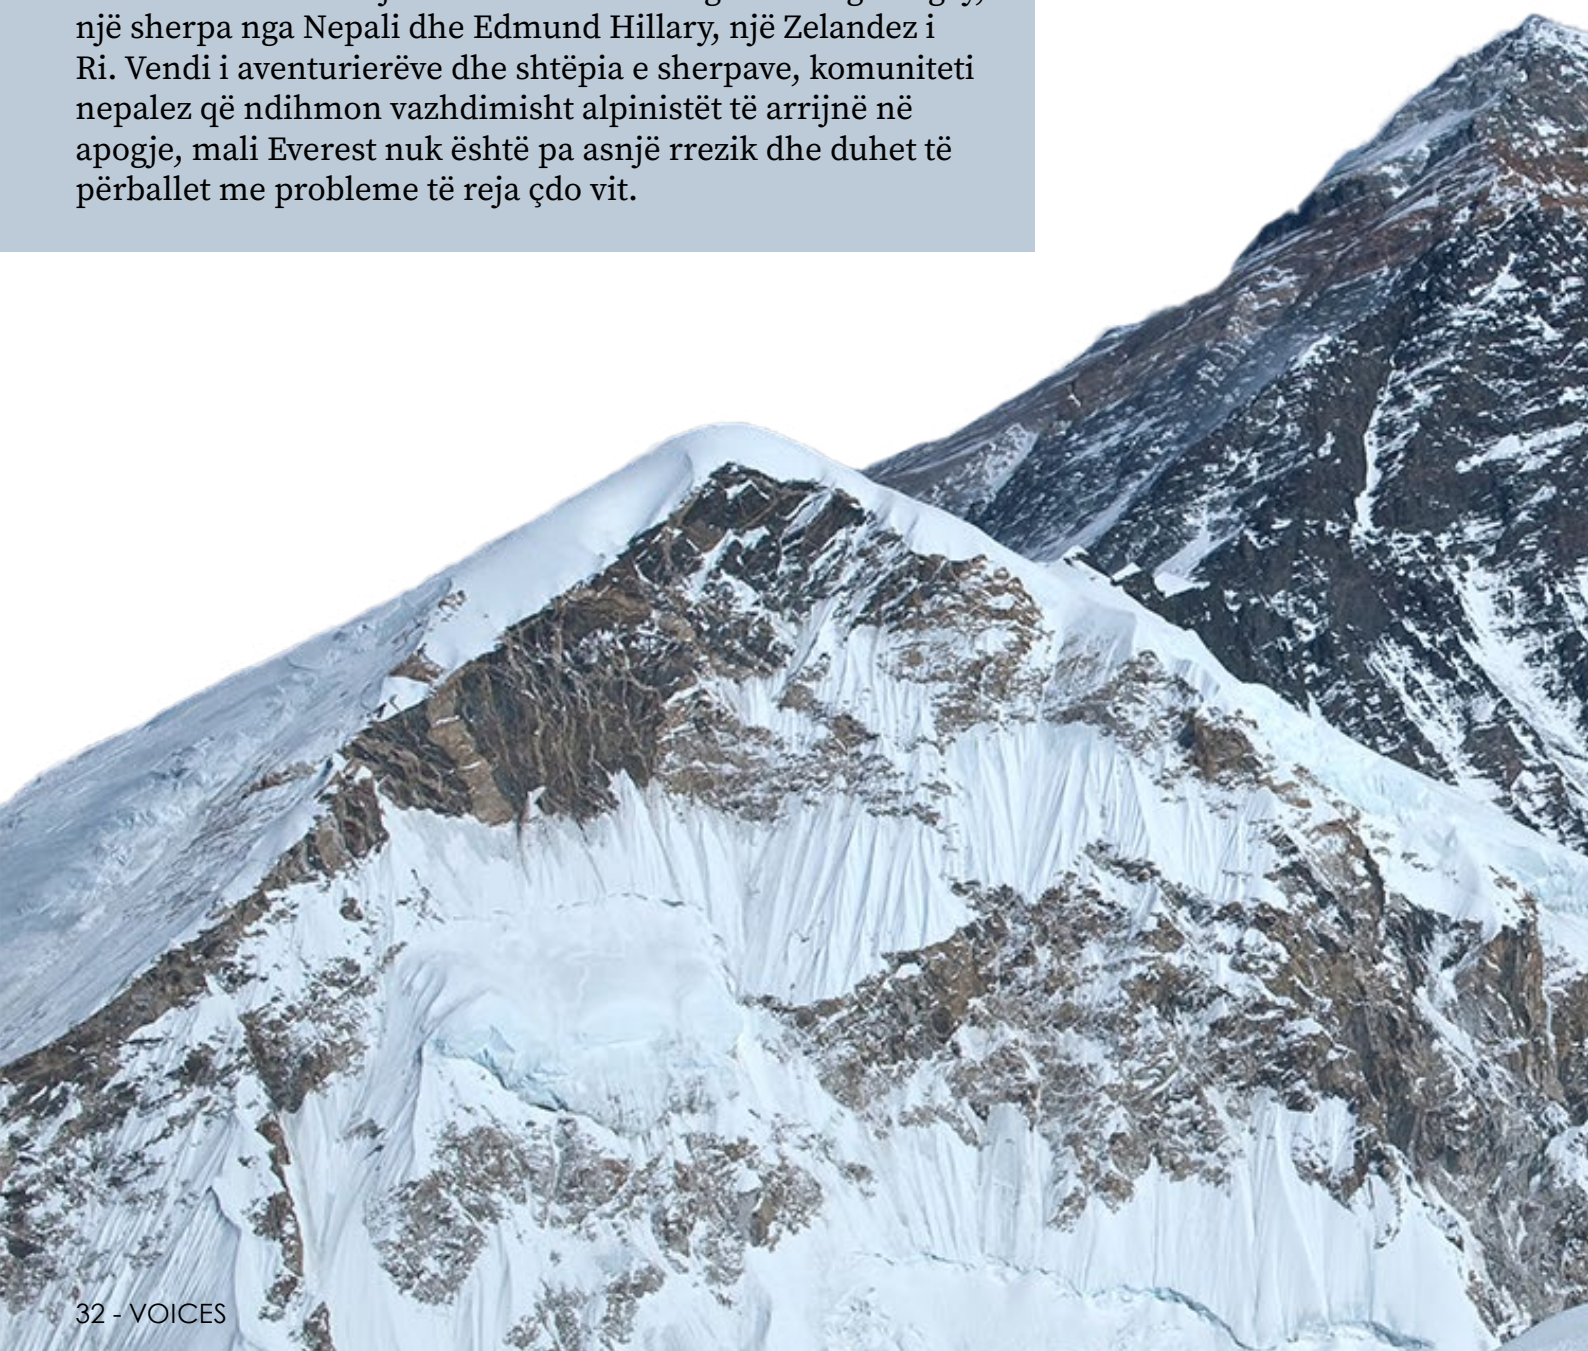 një sherpa nga Nepali dhe Edmund Hillary, një Zelandez i
Ri. Vendi i aventurierëve dhe shtëpia e sherpave, komuniteti
nepalez që ndihmon vazhdimisht alpinistët të arrijnë në
apogje, mali Everest nuk është pa asnjë rrezik dhe duhet të
përballet me probleme të reja çdo vit.
32 - VOICES